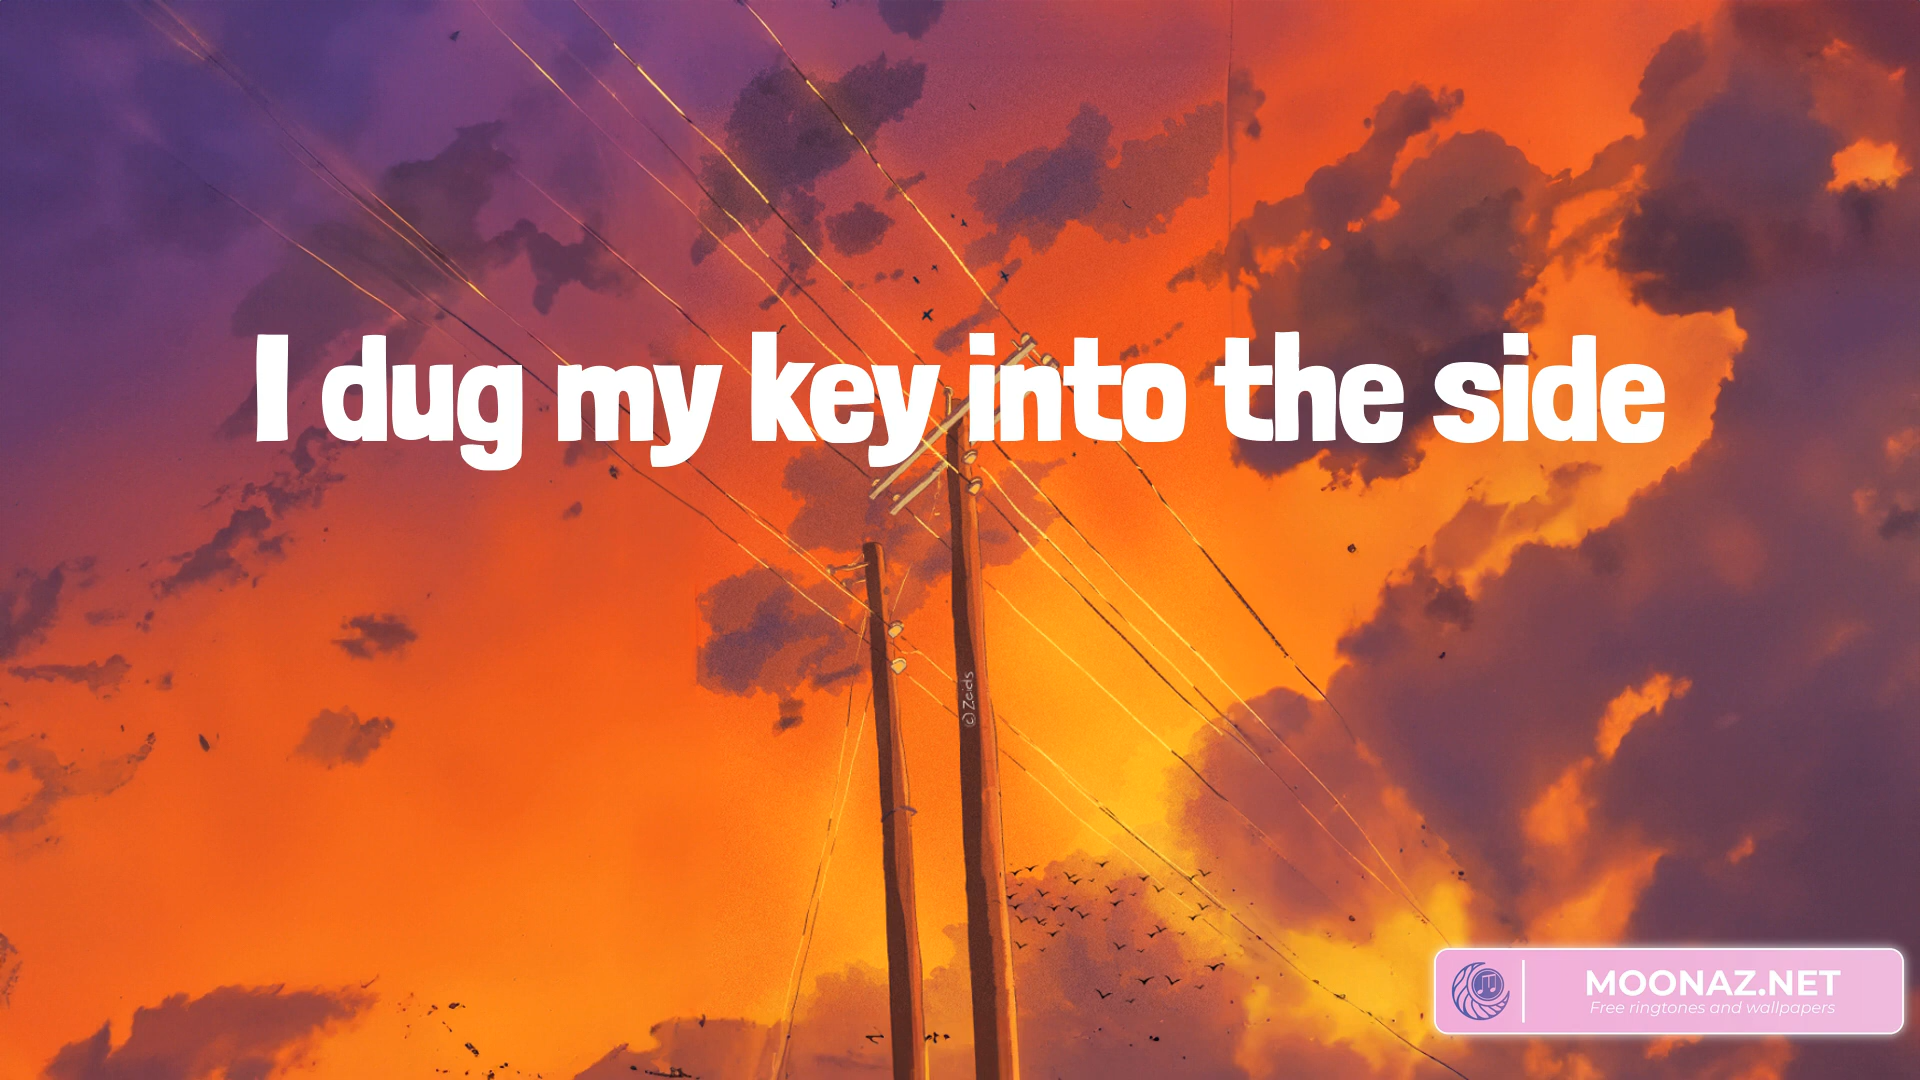 I dug my key into the side
(c) Zeids
MOONAZ.NET
Free ringtones and wallpapers